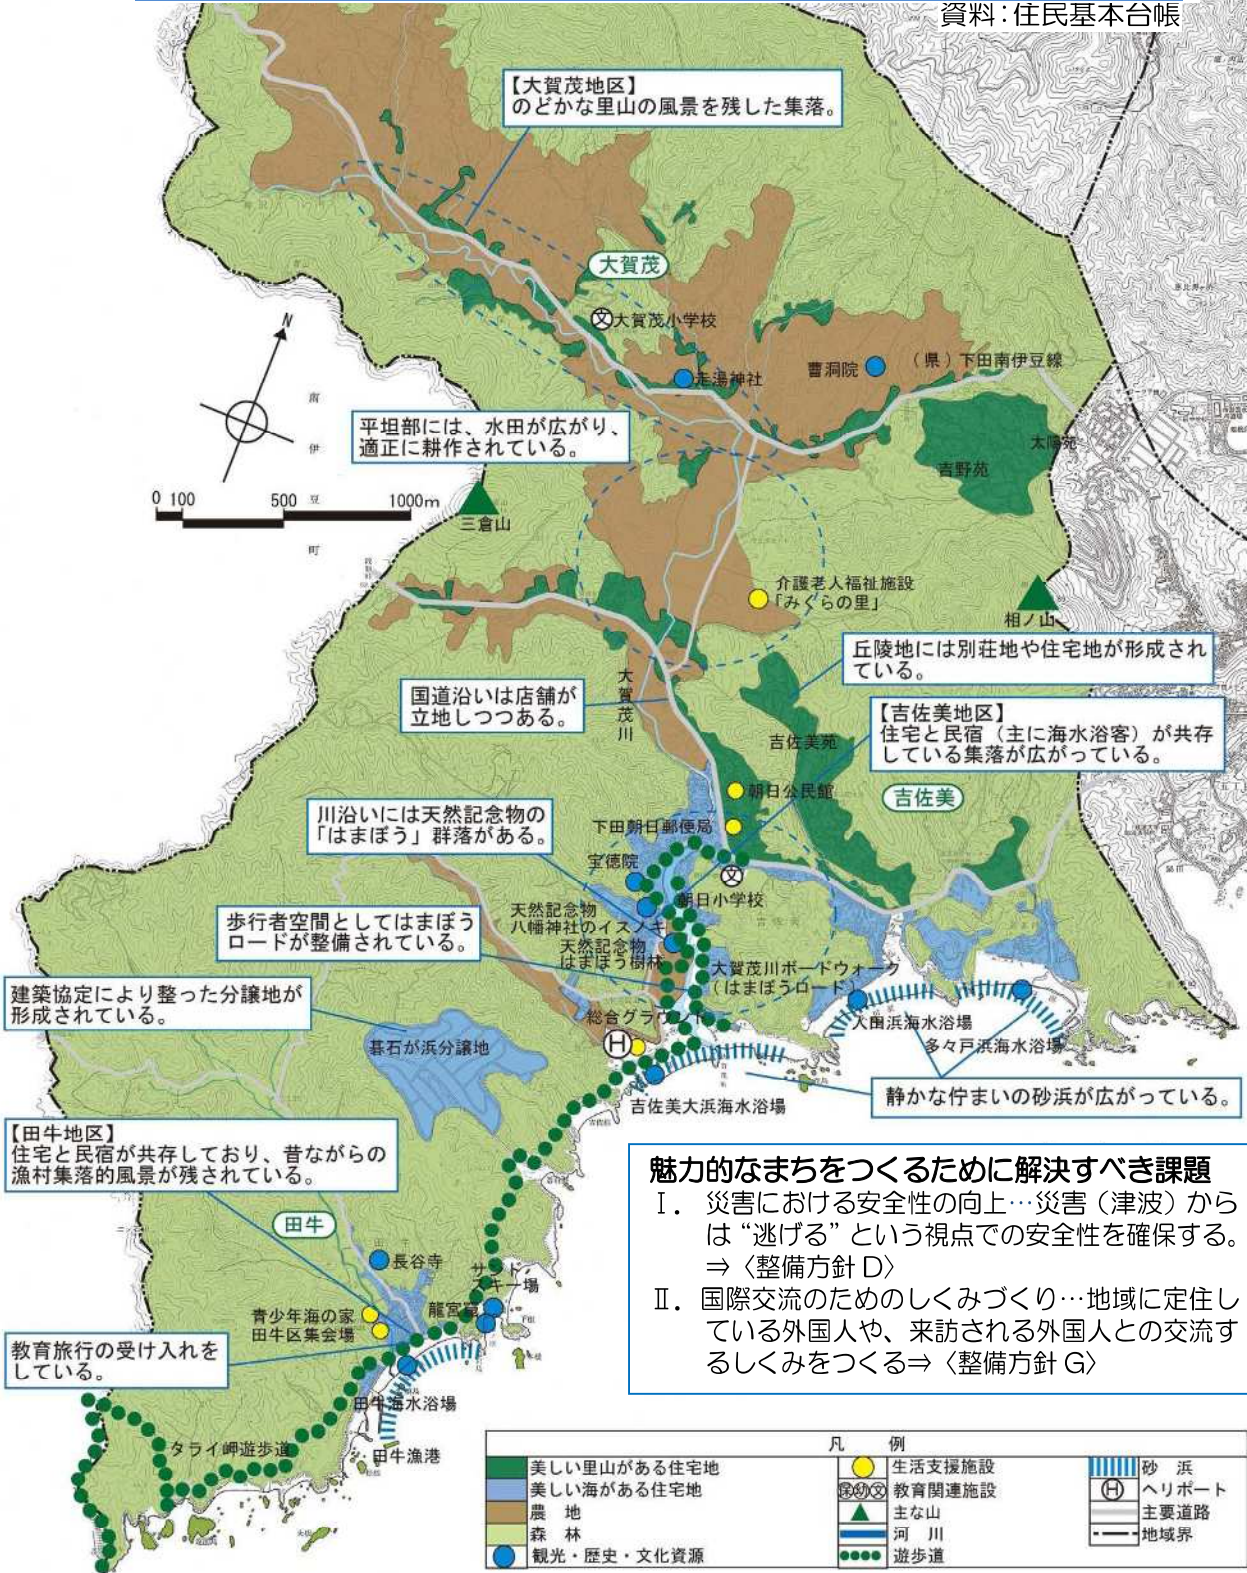 資料：住民基本台帳
【大賀茂地区】
のどかな里山の風景を残した集落。
大賀茂
文
大賀茂小学校
走湯神社
曹洞院
（県）下田南伊豆線
太陽苑
吉野苑
N
南
伊
豆
町
平坦部には、水田が広がり、
適正に耕作されている。
0 100 500 1000m
三倉山
介護老人福祉施設
「みくらの里」
相ノ山
丘陵地には別荘地や住宅地が形成され
ている。
国道沿いは店舗が
立地しつつある。
大賀茂川
【吉佐美地区】
住宅と民宿（主に海水浴客）が共存
している集落が広がっている。
吉佐美苑
朝日公民館
吉佐美
川沿いには天然記念物の
「はまぼう」群落がある。
下田朝日郵便局
宝徳院
文
朝日小学校
天然記念物
八幡神社のイスノキ
天然記念物
はまぼう樹林
歩行者空間としてはまぼう
ロードが整備されている。
大賀茂川ボードウォーク
（はまぼうロード）
建築協定により整った分譲地が
形成されている。
総合グラウンド
H
碁石が浜分譲地
入田浜海水浴場
多々戸浜海水浴場
吉佐美大浜海水浴場
静かな佇まいの砂浜が広がっている。
【田牛地区】
住宅と民宿が共存しており、昔ながらの
漁村集落的風景が残されている。
田牛
長谷寺
サンド
スキー場
龍宮窟
青少年海の家
田牛区集会場
教育旅行の受け入れを
している。
田牛海水浴場
田牛漁港
タライ岬遊歩道
魅力的なまちをつくるために解決すべき課題
Ⅰ．災害における安全性の向上…災害（津波）から
は“逃げる”という視点での安全性を確保する。
⇒〈整備方針D〉
Ⅱ．国際交流のためのしくみづくり…地域に定住し
ている外国人や、来訪される外国人との交流す
るしくみをつくる⇒〈整備方針G〉
凡 例
美しい里山がある住宅地
美しい海がある住宅地
農 地
森 林
観光・歴史・文化資源
生活支援施設
保幼文 教育関連施設
主な山
河 川
遊歩道
砂 浜
H ヘリポート
主要道路
地域界